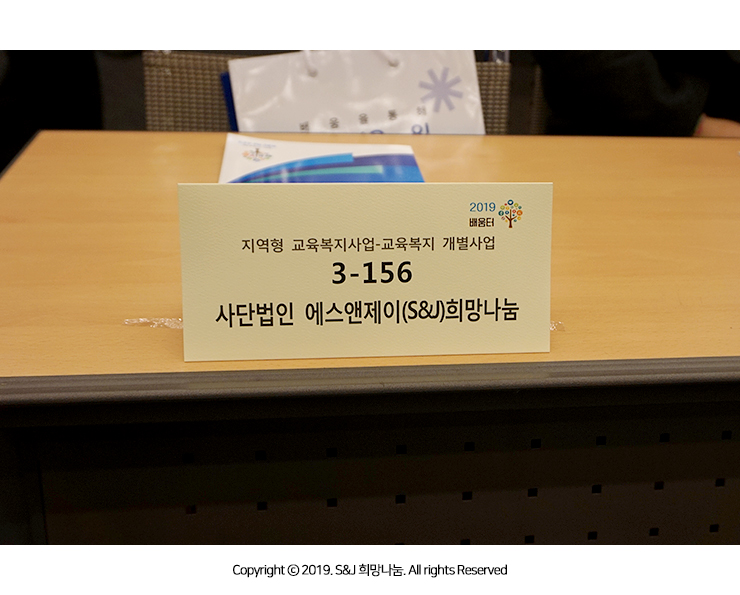 2019
배움터
지역형 교육복지사업-교육복지 개별사업
3-156
사단법인 에스앤제이(S&J)희망나눔
Copyright ⓒ 2019. S&J 희망나눔. All rights Reserved